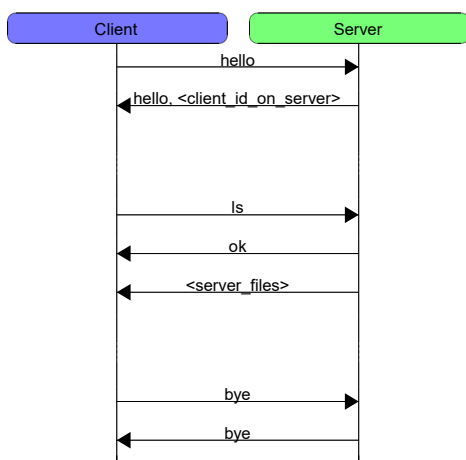 Client
Server
hello
hello, <client_id_on_server>
ls
ok
<server_files>
bye
bye